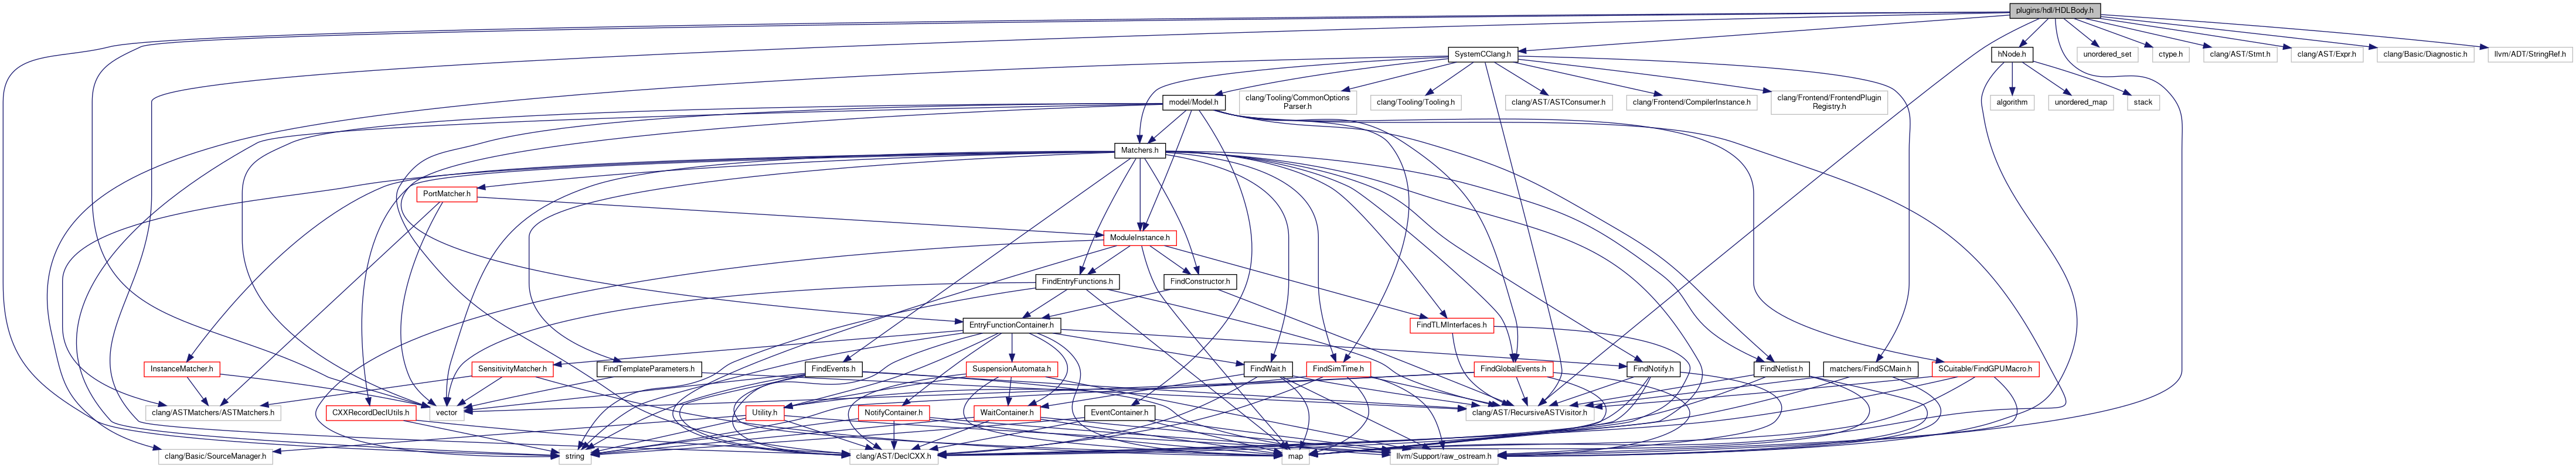 plugins/hdl/HDLBody.h
SystemCClang.h
hNode.h
unordered_set
ctype.h
clang/AST/Stmt.h
clang/AST/Expr.h
clang/Basic/Diagnostic.h
llvm/ADT/StringRef.h
model/Model.h
clang/Tooling/CommonOptions
Parser.h
clang/Tooling/Tooling.h
clang/AST/ASTConsumer.h
clang/Frontend/CompilerInstance.h
clang/Frontend/FrontendPlugin
Registry.h
algorithm
unordered_map
stack
Matchers.h
PortMatcher.h
ModuleInstance.h
FindEntryFunctions.h
FindConstructor.h
EntryFunctionContainer.h
FindTLMInterfaces.h
InstanceMatcher.h
SensitivityMatcher.h
FindTemplateParameters.h
FindEvents.h
SuspensionAutomata.h
FindWait.h
FindSimTime.h
FindGlobalEvents.h
FindNotify.h
FindNetlist.h
matchers/FindSCMain.h
SCuitable/FindGPUMacro.h
clang/ASTMatchers/ASTMatchers.h
CXXRecordDeclUtils.h
vector
Utility.h
NotifyContainer.h
WaitContainer.h
EventContainer.h
clang/AST/RecursiveASTVisitor.h
clang/Basic/SourceManager.h
string
clang/AST/DeclCXX.h
map
llvm/Support/raw_ostream.h